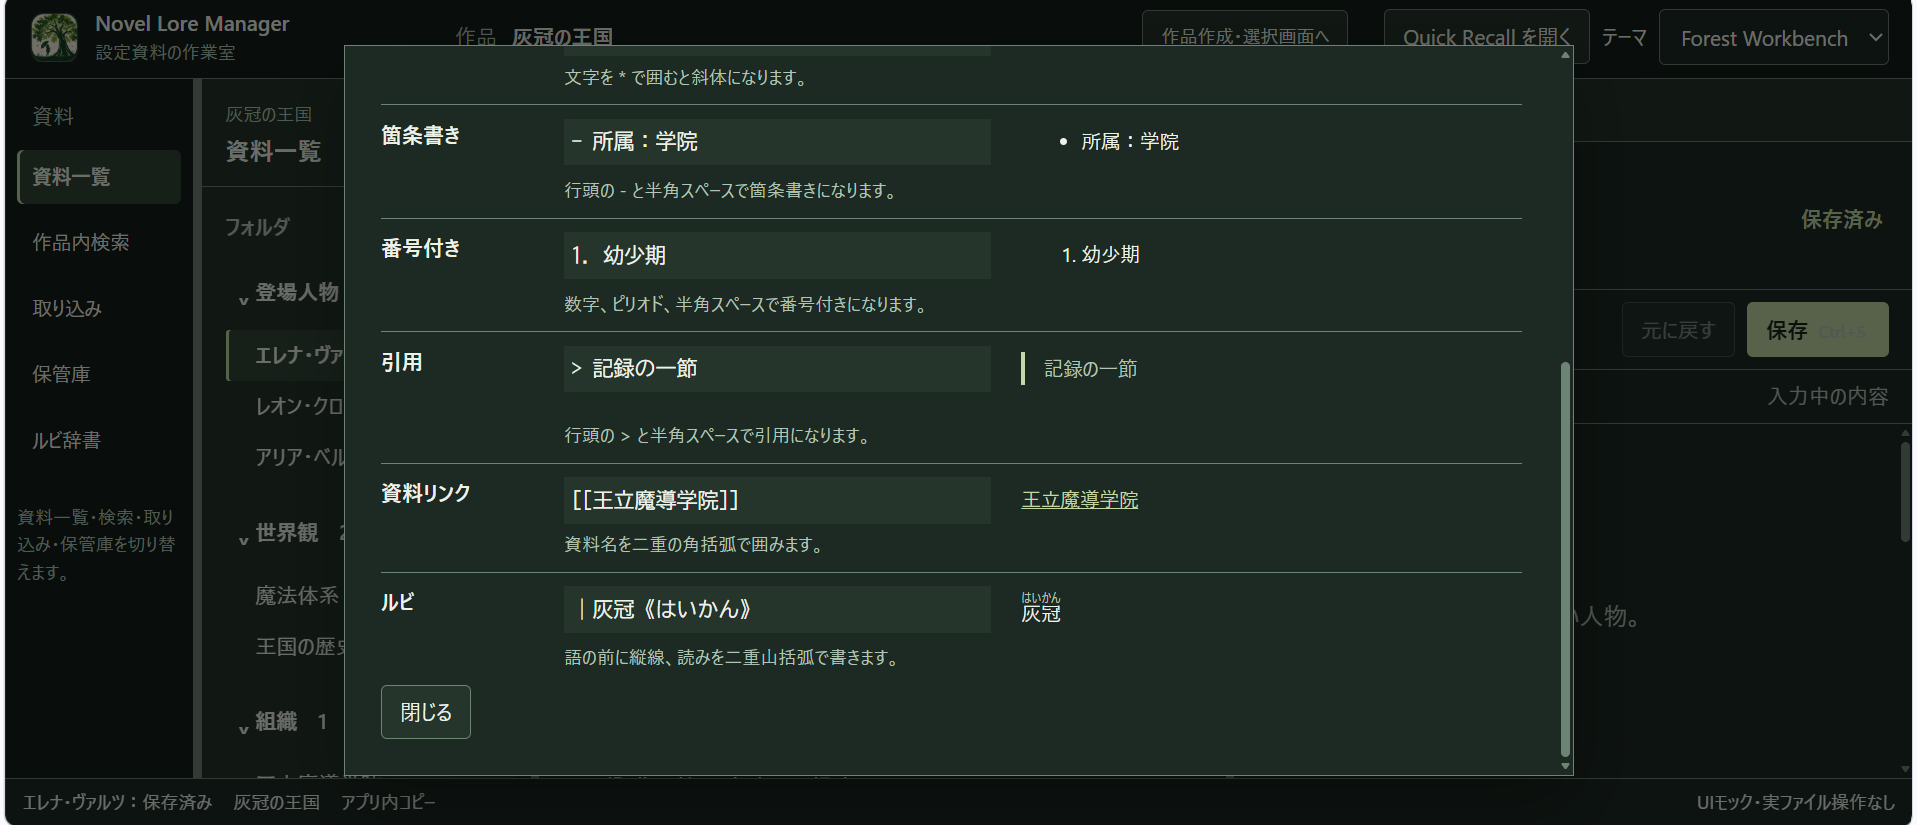 Novel Lore Manager
設定資料の作業室
作品 灰冠の王国
作品作成・選択画面へ
Quick Recall を開く
テーマ
Forest Workbench
資料
資料一覧
作品内検索
取り込み
保管庫
ルビ辞書
資料一覧・検索・取り
込み・保管庫を切り替
えます。
灰冠の王国
資料一覧
フォルダ
登場人物
エレナ・ヴァ
レオン・クロ
アリア・ベル
世界観 2
魔法体系
王国の歴史
組織 1
文字を * で囲むと斜体になります。
箇条書き
- 所属：学院
• 所属：学院
行頭の - と半角スペースで箇条書きになります。
番号付き
1. 幼少期
1. 幼少期
数字、ピリオド、半角スペースで番号付きになります。
引用
> 記録の一節
記録の一節
行頭の > と半角スペースで引用になります。
資料リンク
[[王立魔導学院]]
王立魔導学院
資料名を二重の角括弧で囲みます。
ルビ
｜灰冠《はいかん》
はいかん
灰冠
語の前に縦線、読みを二重山括弧で書きます。
閉じる
保存済み
元に戻す
保存 Ctrl+S
入力中の内容
い人物。
エレナ・ヴァルツ：保存済み 灰冠の王国 アプリ内コピー
UIモック・実ファイル操作なし